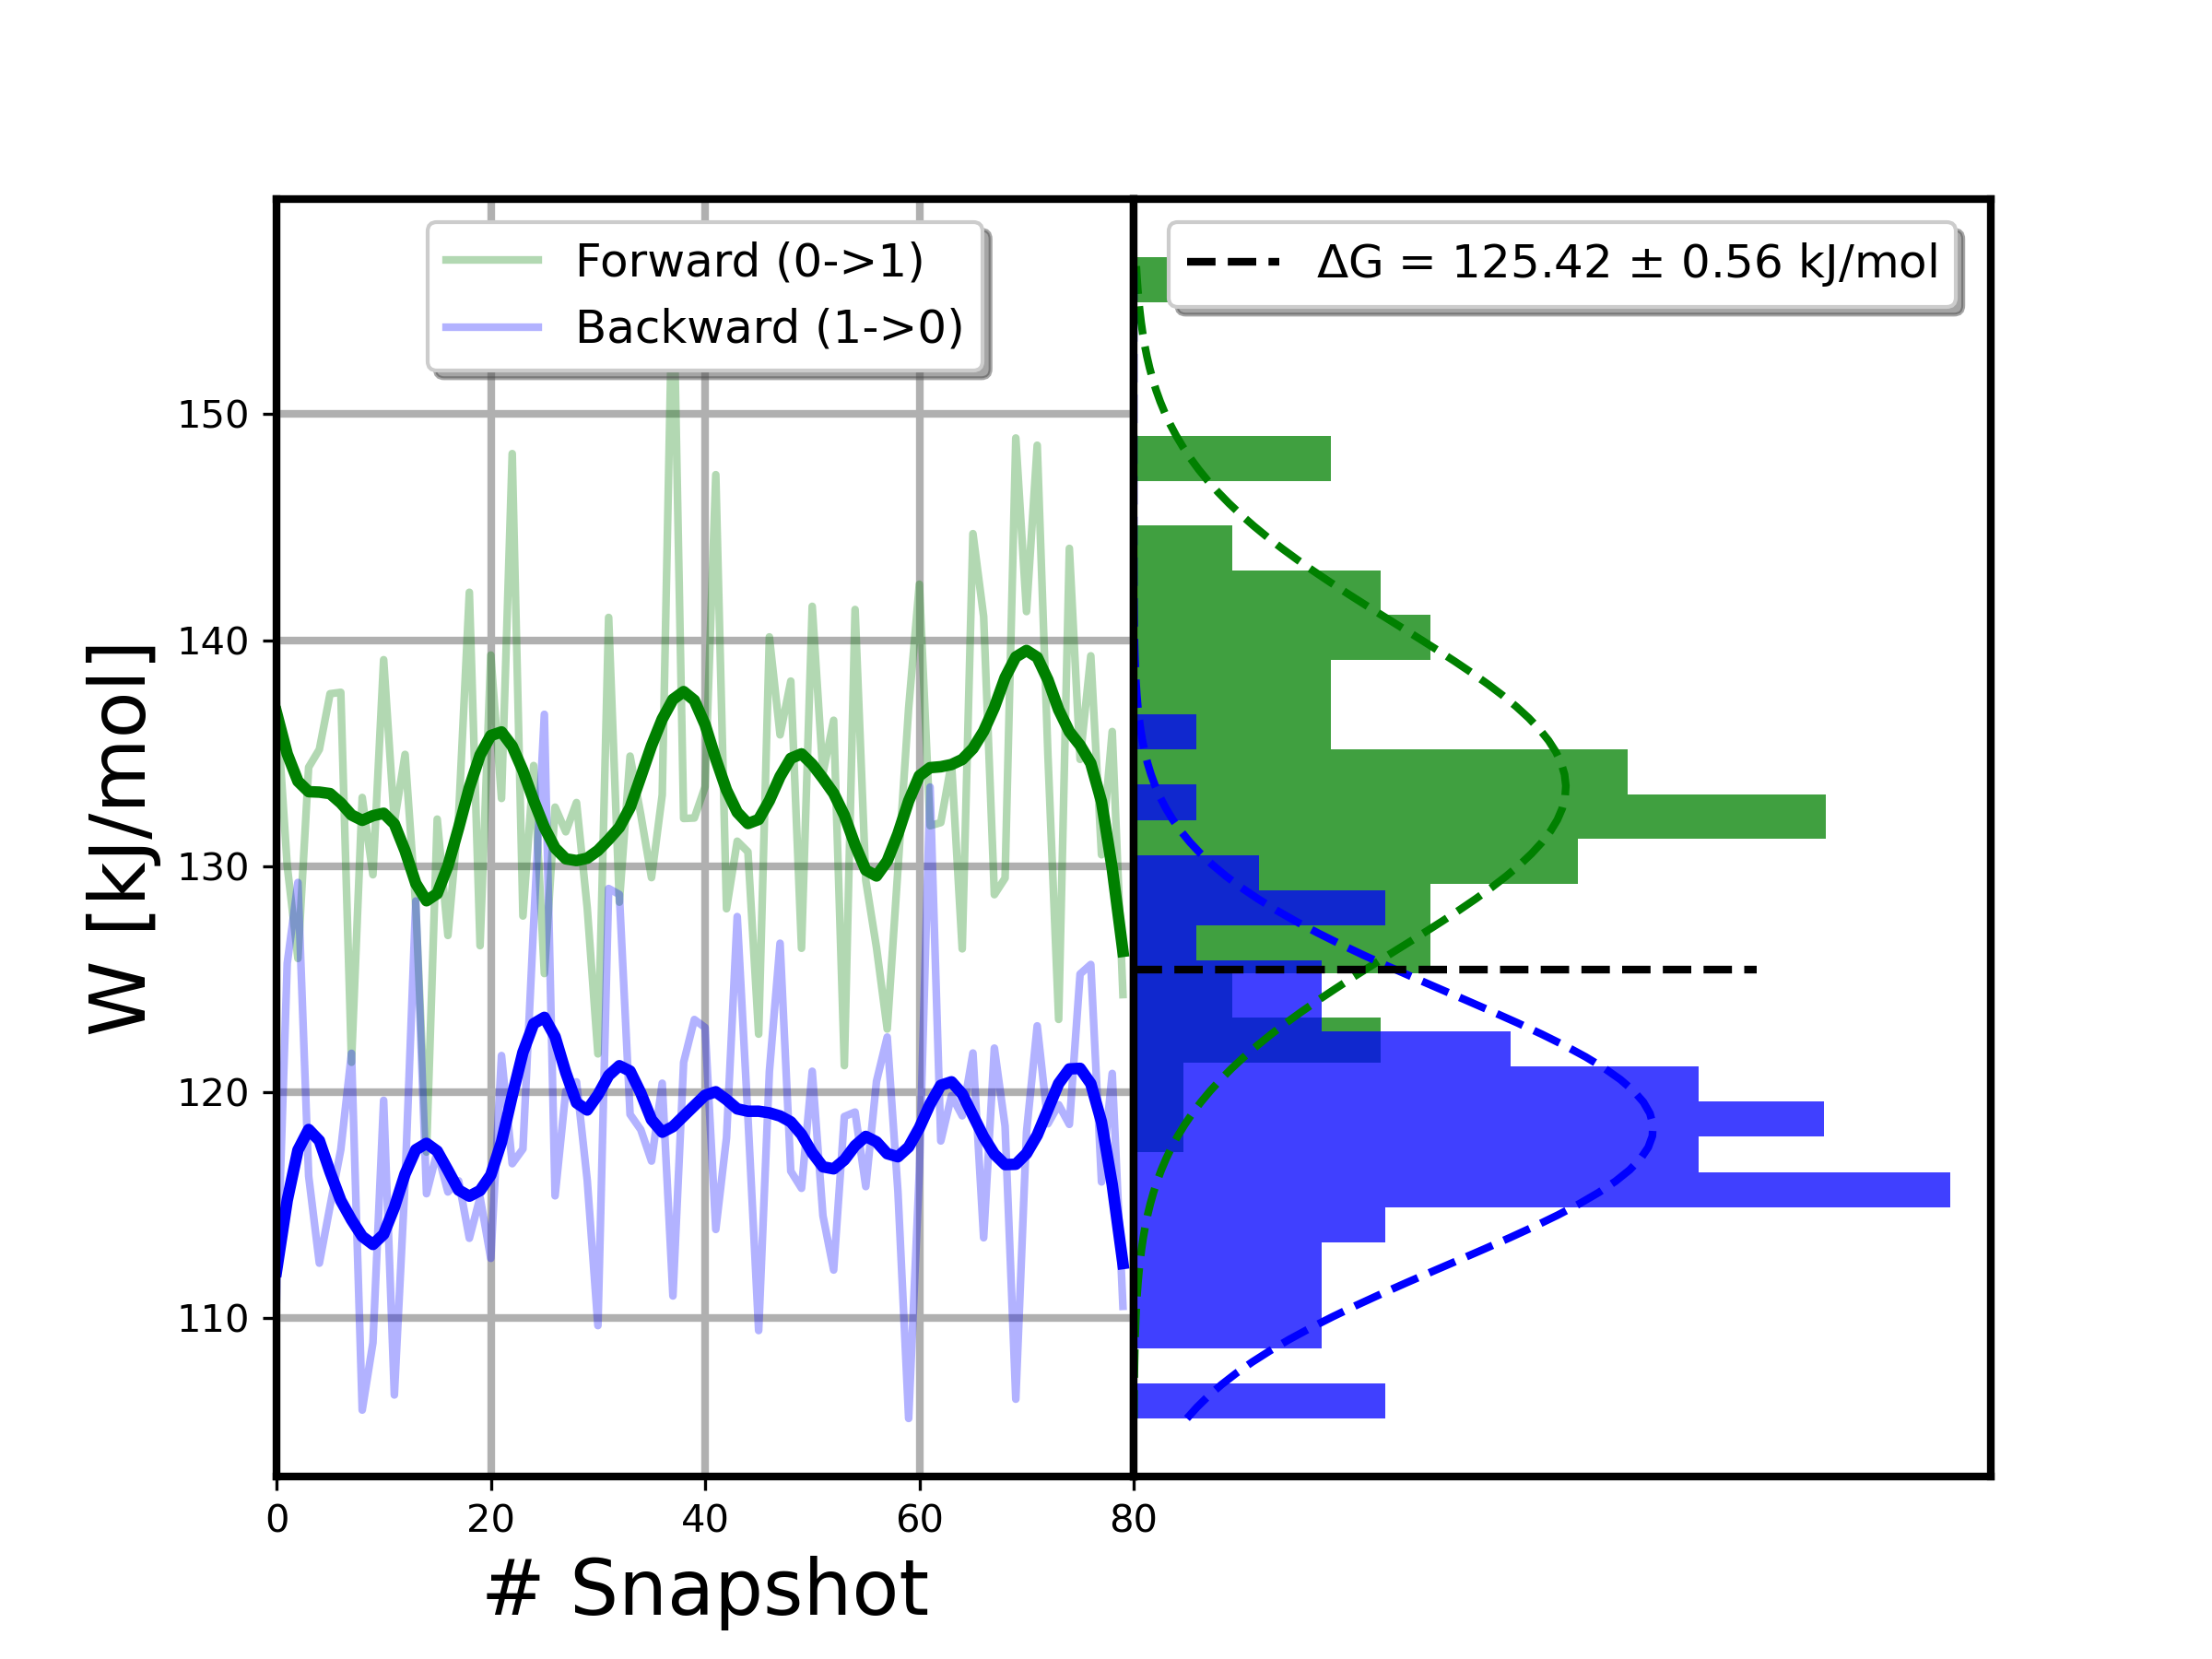 Forward (0->1)
Backward (1->0)
ΔG = 125.42 ± 0.56 kJ/mol
W [kJ/mol]
150
140
130
120
110
0 20 40 60 80
# Snapshot